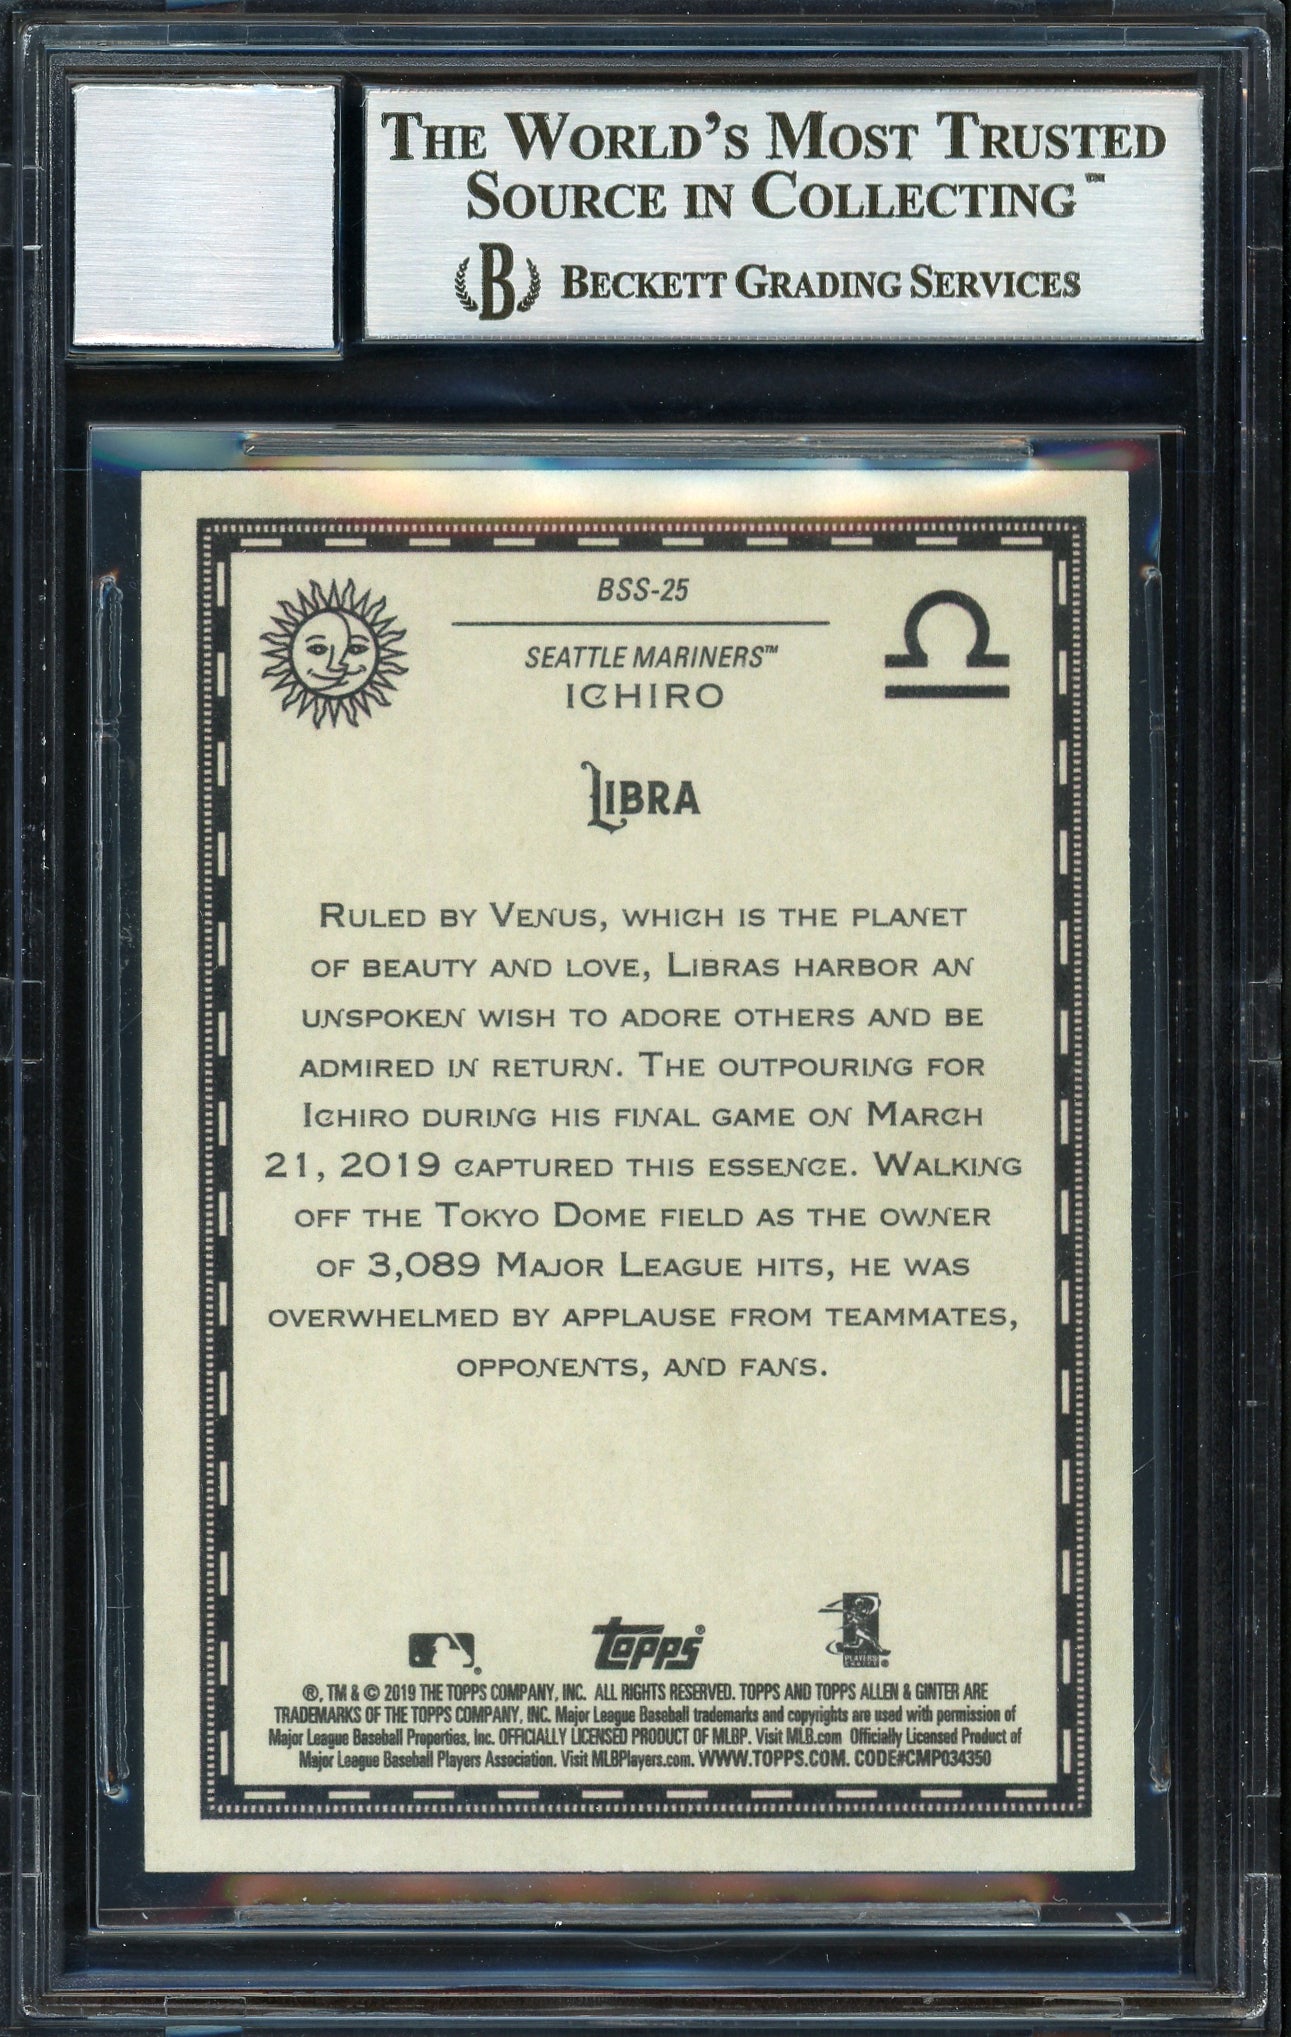 THE WORLD'S MOST TRUSTED
SOURCE IN COLLECTING™
B BECKETT GRADING SERVICES
BSS-25
SEATTLE MARINERS™
ICHIRO
LIBRA
RULED BY VENUS, WHICH IS THE PLANET
OF BEAUTY AND LOVE, LIBRAS HARBOR AN
UNSPOKEN WISH TO ADORE OTHERS AND BE
ADMIRED IN RETURN. THE OUTPOURING FOR
ICHIRO DURING HIS FINAL GAME ON MARCH
21, 2019 CAPTURED THIS ESSENCE. WALKING
OFF THE TOKYO DOME FIELD AS THE OWNER
OF 3,089 MAJOR LEAGUE HITS, HE WAS
OVERWHELMED BY APPLAUSE FROM TEAMMATES,
OPPONENTS, AND FANS.
Topps®
PLAYERS CHOICE®
®, TM & © 2019 THE TOPPS COMPANY, INC. ALL RIGHTS RESERVED. TOPPS AND TOPPS ALLEN & GINTER ARE
TRADEMARKS OF THE TOPPS COMPANY, INC. Major League Baseball trademarks and copyrights are used with permission of
Major League Baseball Properties, Inc. OFFICIALLY LICENSED PRODUCT OF MLBP. Visit MLB.com Officially Licensed Product of
Major League Baseball Players Association. Visit MLBPlayers.com. WWW.TOPPS.COM. CODE#CMP034350